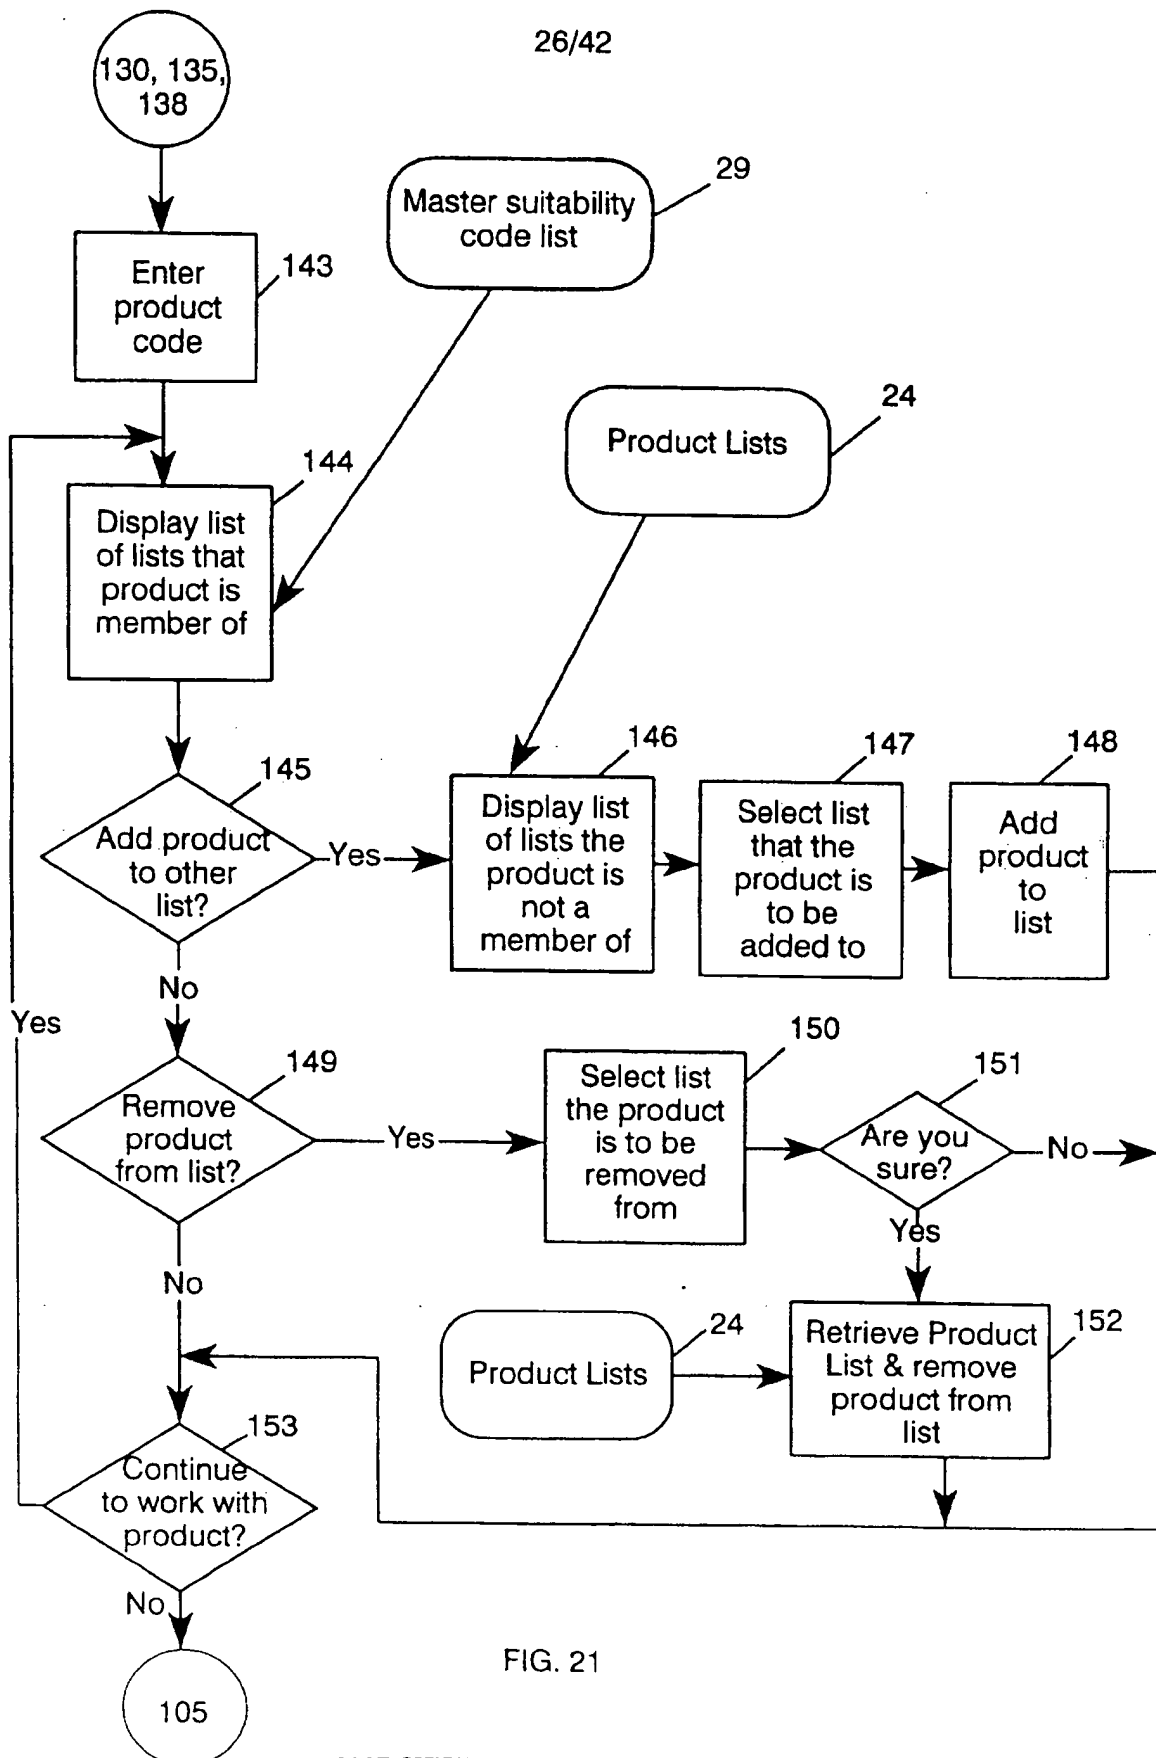 26/42
130, 135,
138
29
Master suitability
code list
143
Enter
product
code
24
Product Lists
144
Display list
of lists that
product is
member of
145
Add product
to other
list?
Yes
146
Display list
of lists the
product is
not a
member of
147
Select list
that the
product is
to be
added to
148
Add
product
to
list
No
Yes
149
Remove
product
from list?
Yes
150
Select list
the product
is to be
removed
from
151
Are you
sure?
No
Yes
No
24
Product Lists
152
Retrieve Product
List & remove
product from
list
153
Continue
to work with
product?
No
105
FIG. 21